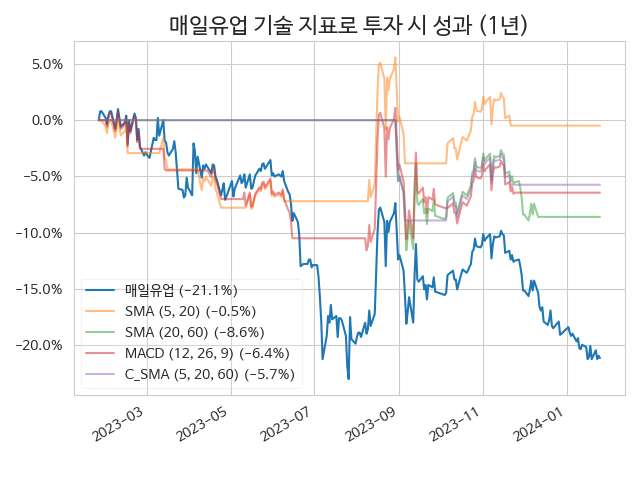 매일유업 기술 지표로 투자 시 성과 (1년)
5.0%
0.0%
−5.0%
−10.0%
−15.0%
−20.0%
매일유업 (−21.1%)
SMA (5, 20) (−0.5%)
SMA (20, 60) (−8.6%)
MACD (12, 26, 9) (−6.4%)
C_SMA (5, 20, 60) (−5.7%)
2023−03
2023−05
2023−07
2023−09
2023−11
2024−01